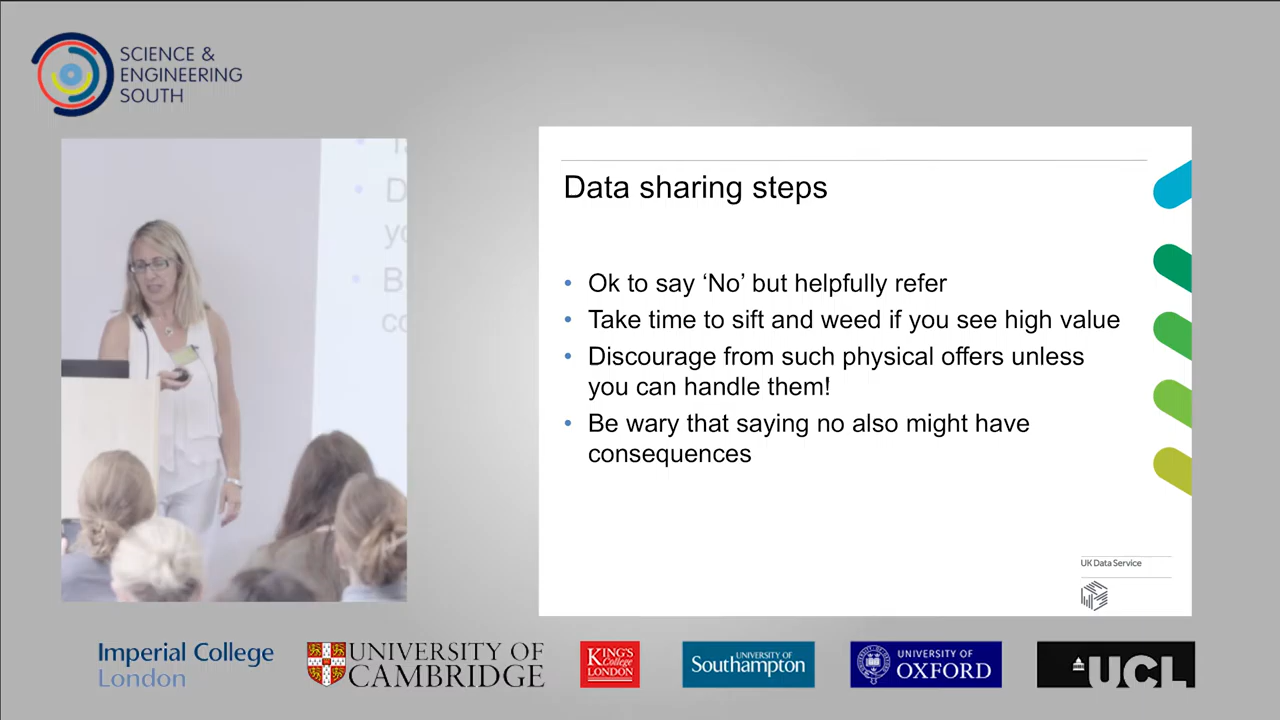 SCIENCE &
ENGINEERING
SOUTH
Data sharing steps
• Ok to say ‘No’ but helpfully refer
• Take time to sift and weed if you see high value
• Discourage from such physical offers unless
you can handle them!
• Be wary that saying no also might have
consequences
UK Data Service
Imperial College
London
UNIVERSITY OF
CAMBRIDGE
KING'S
College
LONDON
UNIVERSITY OF
Southampton
UNIVERSITY OF
OXFORD
UCL